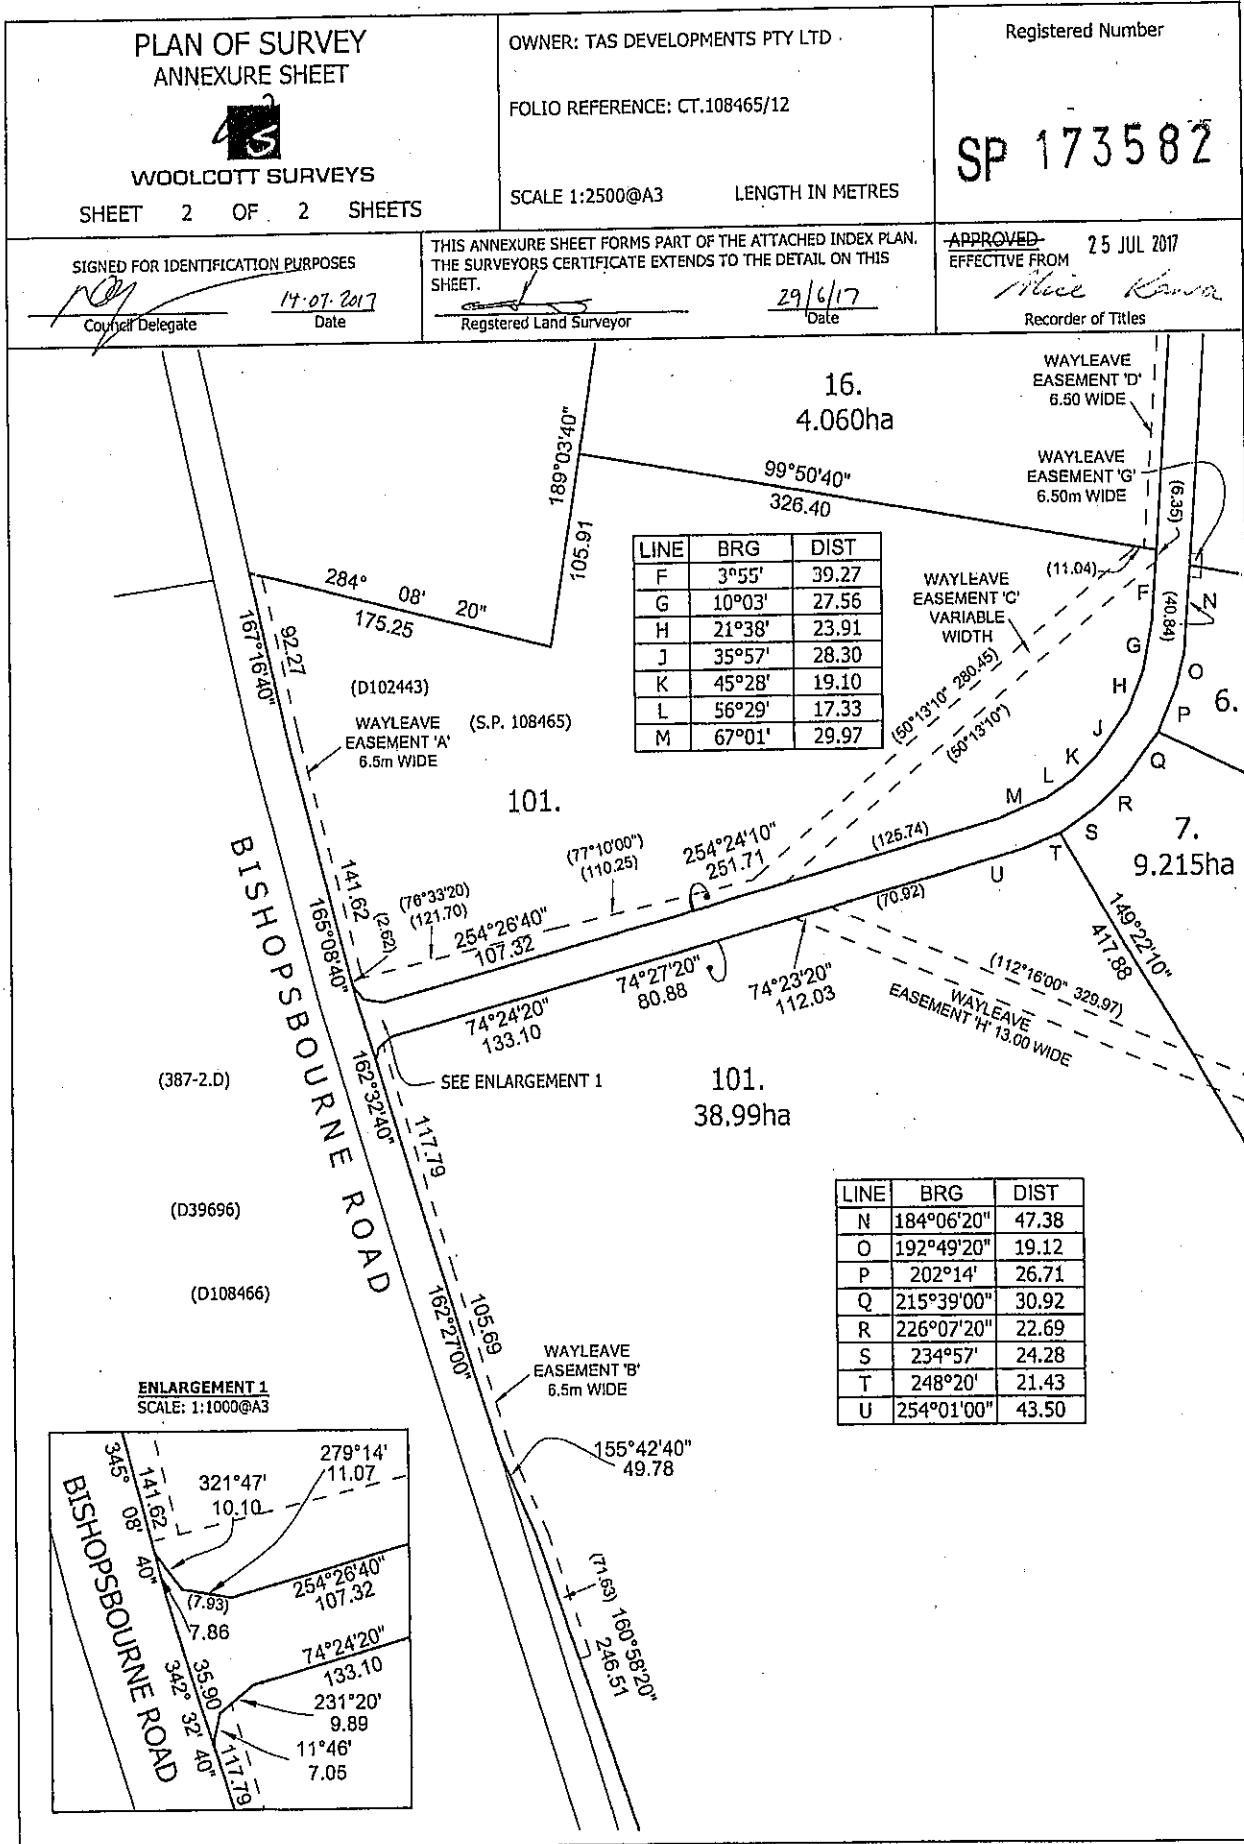 PLAN OF SURVEY
ANNEXURE SHEET
WOOLCOTT SURVEYS
SHEET 2 OF 2 SHEETS
OWNER: TAS DEVELOPMENTS PTY LTD
FOLIO REFERENCE: CT.108465/12
SCALE 1:2500@A3 LENGTH IN METRES
Registered Number
SP 173582
SIGNED FOR IDENTIFICATION PURPOSES
14-07-2017
Council Delegate Date
THIS ANNEXURE SHEET FORMS PART OF THE ATTACHED INDEX PLAN.
THE SURVEYORS CERTIFICATE EXTENDS TO THE DETAIL ON THIS
SHEET.
29/6/17
Regstered Land Surveyor Date
APPROVED
EFFECTIVE FROM 25 JUL 2017
Alice Kawa
Recorder of Titles
16.
4.060ha
WAYLEAVE
EASEMENT 'D'
6.50 WIDE
WAYLEAVE
EASEMENT 'G'
6.50m WIDE
189°03'40"
105.91
99°50'40"
326.40
(6.35)
(11.04)
(40.84)
F
G
H
J
K
L
M
N
O
P
Q
R
S
T
U
6.
LINE BRG DIST
F 3°55' 39.27
G 10°03' 27.56
H 21°38' 23.91
J 35°57' 28.30
K 45°28' 19.10
L 56°29' 17.33
M 67°01' 29.97
WAYLEAVE
EASEMENT 'C'
VARIABLE
WIDTH
(50°13'10" 280.45)
(50°13'10")
284° 08' 20"
175.25
167°16'40"
92.27
(D102443)
WAYLEAVE
EASEMENT 'A'
6.5m WIDE
(S.P. 108465)
101.
7.
9.215ha
149°22'10"
417.88
(77°10'00")
(110.25)
254°24'10"
251.71
(125.74)
(70.92)
141.62
165°08'40"
(2.62)
(76°33'20)
(121.70)
254°26'40"
107.32
74°27'20"
80.88
74°23'20"
112.03
74°24'20"
133.10
(112°16'00" 329.97)
WAYLEAVE
EASEMENT 'H' 13.00 WIDE
BISHOPSBOURNE ROAD
SEE ENLARGEMENT 1
101.
38.99ha
(387-2.D)
162°32'40"
117.79
(D39696)
(D108466)
162°27'00"
105.69
WAYLEAVE
EASEMENT 'B'
6.5m WIDE
LINE BRG DIST
N 184°06'20" 47.38
O 192°49'20" 19.12
P 202°14' 26.71
Q 215°39'00" 30.92
R 226°07'20" 22.69
S 234°57' 24.28
T 248°20' 21.43
U 254°01'00" 43.50
155°42'40"
49.78
(71.63)
160°58'20"
246.51
ENLARGEMENT 1
SCALE: 1:1000@A3
345° 08' 40"
141.62
321°47'
10.10
279°14'
11.07
254°26'40"
107.32
(7.93)
7.86
74°24'20"
133.10
35.90
342° 32' 40"
231°20'
9.89
11°46'
7.05
117.79
BISHOPSBOURNE ROAD